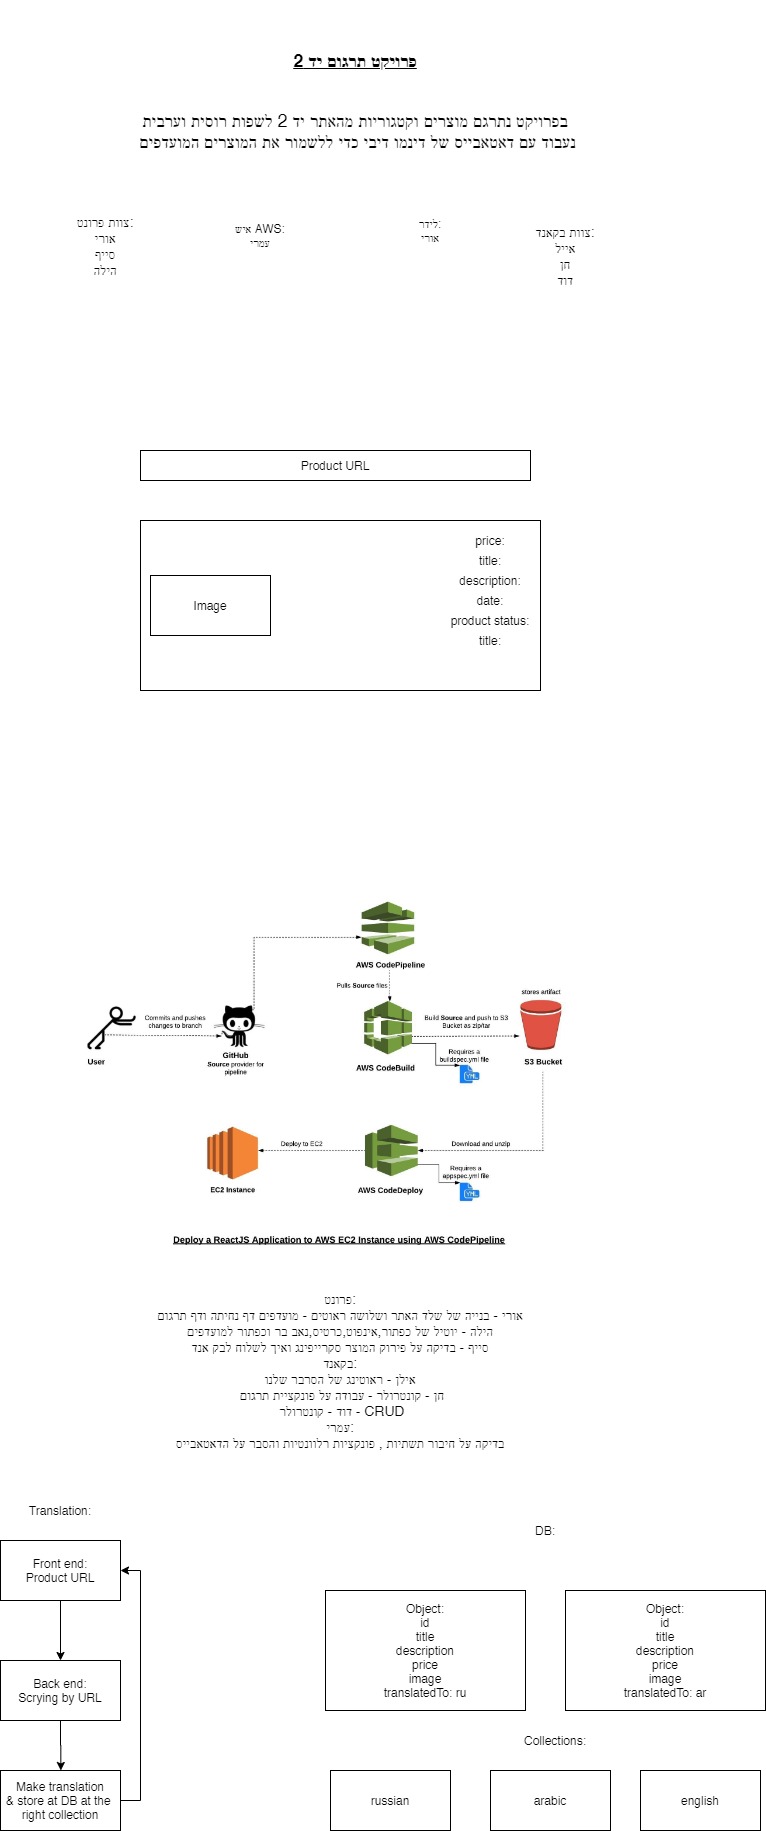 פרויקט תרגום יד 2
בפרויקט נתרגם מוצרים וקטגוריות מהאתר יד 2 לשפות רוסית וערבית
נעבוד עם דאטאבייס של דינמו דיבי כדי ללשמור את המוצרים המועדפים
צוות פרונט:
אורי
סייף
הילה
איש AWS:
עמרי
לידר:
אורי
צוות בקאנד:
אייל
חן
דוד
Product URL
Image
price:
title:
description:
date:
product status:
title:
AWS CodePipeline
Pulls Source files
Commits and pushes
changes to branch
User
GitHub
Source provider for
pipeline
AWS CodeBuild
Build Source and push to S3
Bucket as zip/tar
Requires a
buildspec.yml file
YML
stores artifact
S3 Bucket
Download and unzip
AWS CodeDeploy
Requires a
appspec.yml file
YML
Deploy to EC2
EC2 Instance
Deploy a ReactJS Application to AWS EC2 Instance using AWS CodePipeline
פרונט:
אורי - בנייה של שלד האתר ושלושה ראוטים - מועדפים דף נחיתה ודף תרגום
הילה - יוטיל של כפתור,אינפוט,כרטיס,נאב בר וכפתור למועדפים
סייף - בדיקה על פירוק המוצר סקרייפינג ואיך לשלוח לבק אנד
בקאנד:
אילן - ראוטינג של הסרבר שלנו
חן - קונטרולר - עבודה על פונקציית תרגום
דוד - קונטרולר - CRUD
עמרי:
בדיקה על חיבור תשתיות , פונקציות רלוונטיות והסבר על הדאטאבייס
Translation:
Front end:
Product URL
Back end:
Scrying by URL
Make translation
& store at DB at the
right collection
DB:
Object:
id
title
description
price
image
translatedTo: ru
Object:
id
title
description
price
image
translatedTo: ar
Collections:
russian
arabic
english